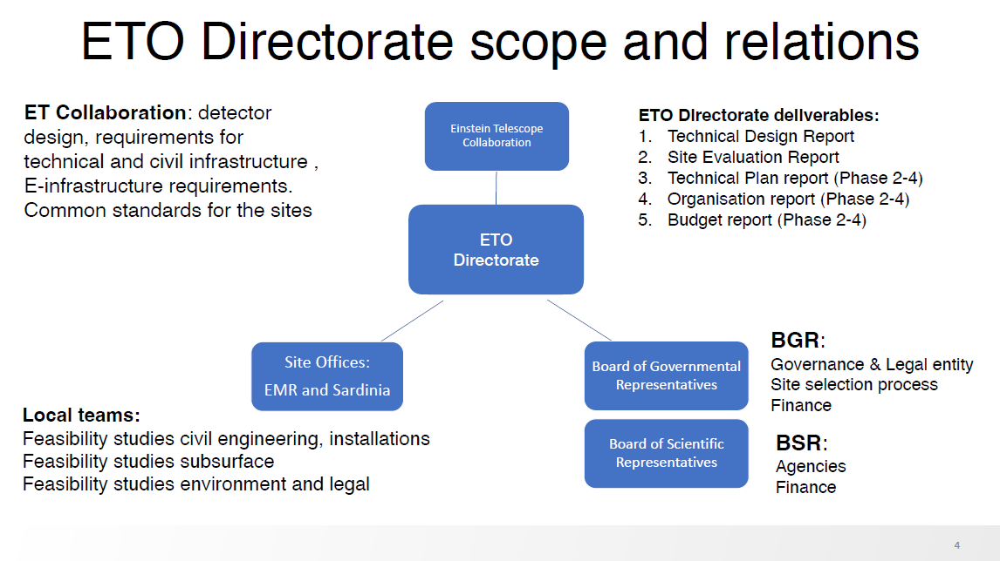 ETO Directorate scope and relations
ET Collaboration: detector
design, requirements for
technical and civil infrastructure ,
E-infrastructure requirements.
Common standards for the sites
Einstein Telescope
Collaboration
ETO Directorate deliverables:
1. Technical Design Report
2. Site Evaluation Report
3. Technical Plan report (Phase 2-4)
4. Organisation report (Phase 2-4)
5. Budget report (Phase 2-4)
ETO
Directorate
Site Offices:
EMR and Sardinia
Board of Governmental
Representatives
BGR:
Governance & Legal entity
Site selection process
Finance
Local teams:
Feasibility studies civil engineering, installations
Feasibility studies subsurface
Feasibility studies environment and legal
Board of Scientific
Representatives
BSR:
Agencies
Finance
4